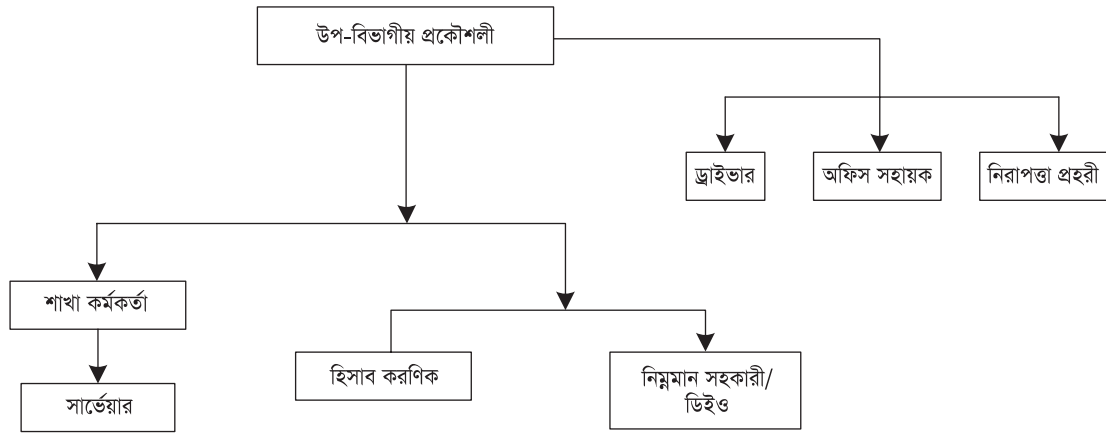 উপ-বিভাগীয় প্রকৌশলী
ড্রাইভার
অফিস সহায়ক
নিরাপত্তা প্রহরী
শাখা কর্মকর্তা
হিসাব করণিক
নিম্নমান সহকারী/
ডিইও
সার্ভেয়ার